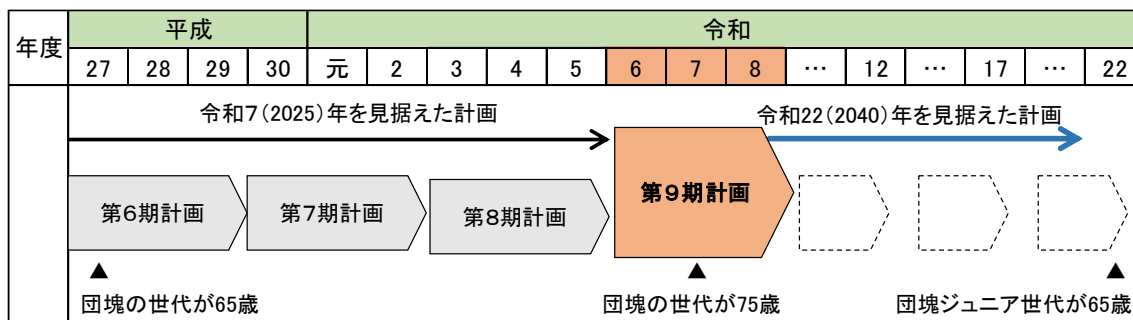 年度
平成
令和
27 28 29 30 元 2 3 4 5 6 7 8 … 12 … 17 … 22
令和7(2025)年を見据えた計画
令和22(2040)年を見据えた計画
第6期計画
第7期計画
第8期計画
第9期計画
▲ ▲ ▲
団塊の世代が65歳
団塊の世代が75歳
団塊ジュニア世代が65歳